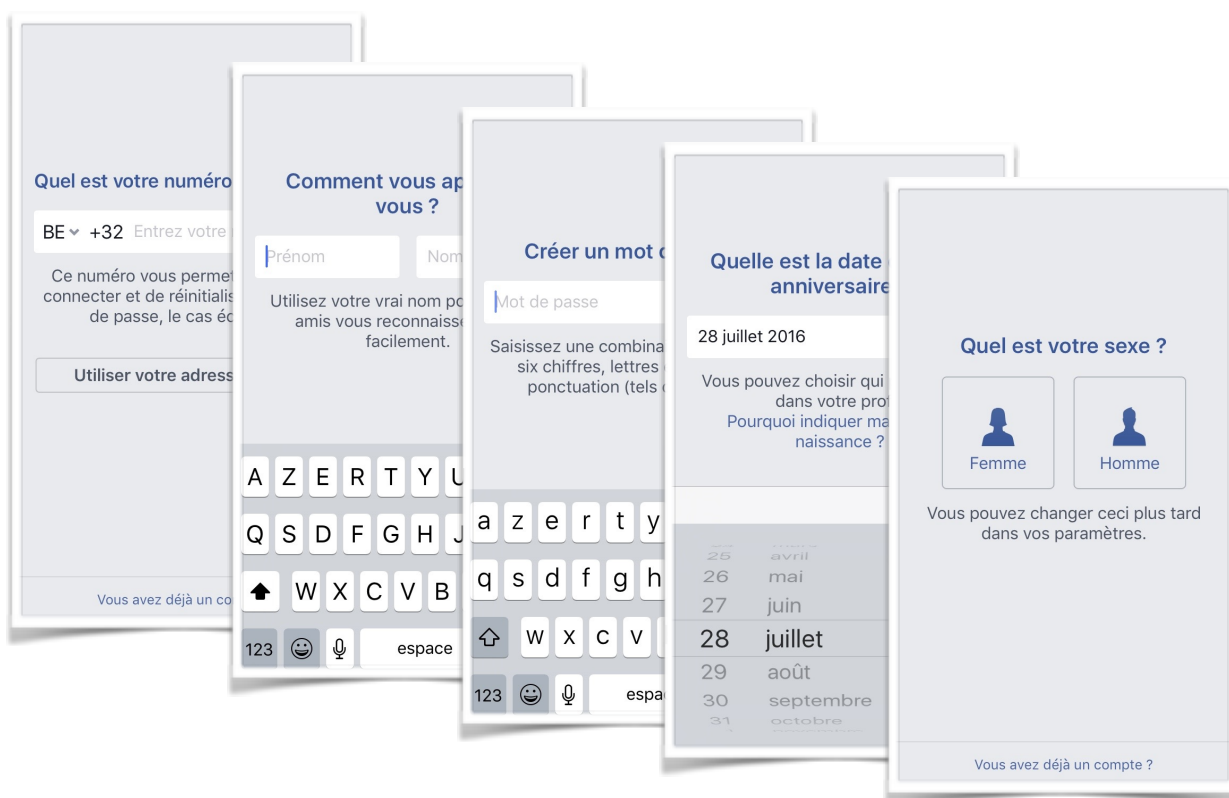 Quel est votre numéro
BE +32 Entrez votre
Ce numéro vous permet
connecter et de réinitialis
de passe, le cas éc
Utiliser votre adress
Vous avez déjà un co
Comment vous ap
vous ?
Prénom Nom
Utilisez votre vrai nom po
amis vous reconnaiss
facilement.
A Z E R T Y U
Q S D F G H J
W X C V B
123 espace
Créer un mot d
Mot de passe
Saisissez une combina
six chiffres, lettres
ponctuation (tels
a z e r t y
q s d f g h
w x c v
123 espa
Quelle est la date
anniversaire
28 juillet 2016
Vous pouvez choisir qui
dans votre prof
Pourquoi indiquer ma
naissance ?
25 avril
26 mai
27 juin
28 juillet
29 août
30 septembre
31 octobre
Quel est votre sexe ?
Femme Homme
Vous pouvez changer ceci plus tard
dans vos paramètres.
Vous avez déjà un compte ?